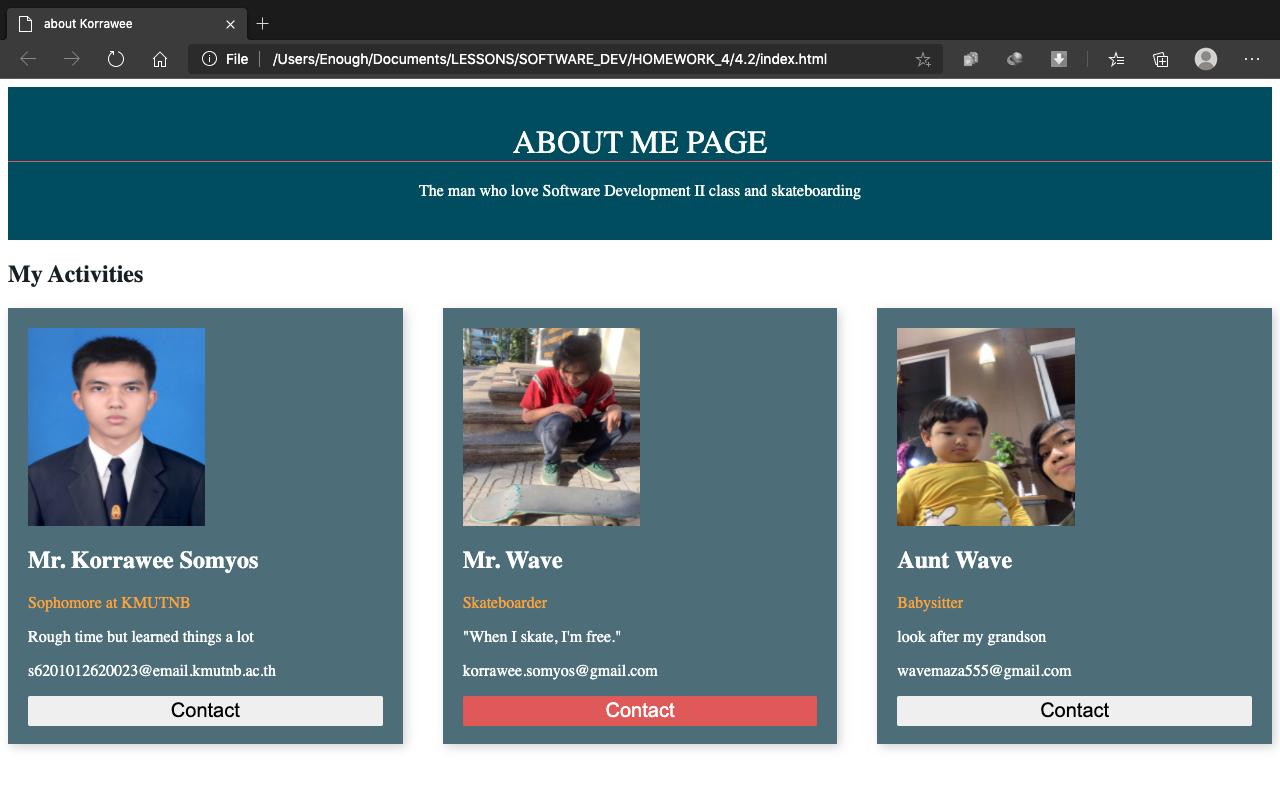 about Korrawee
File
/Users/Enough/Documents/LESSONS/SOFTWARE_DEV/HOMEWORK_4/4.2/index.html
ABOUT ME PAGE
The man who love Software Development II class and skateboarding
My Activities
Mr. Korrawee Somyos
Sophomore at KMUTNB
Rough time but learned things a lot
s6201012620023@email.kmutnb.ac.th
Contact
Mr. Wave
Skateboarder
"When I skate, I'm free."
korrawee.somyos@gmail.com
Contact
Aunt Wave
Babysitter
look after my grandson
wavemaza555@gmail.com
Contact